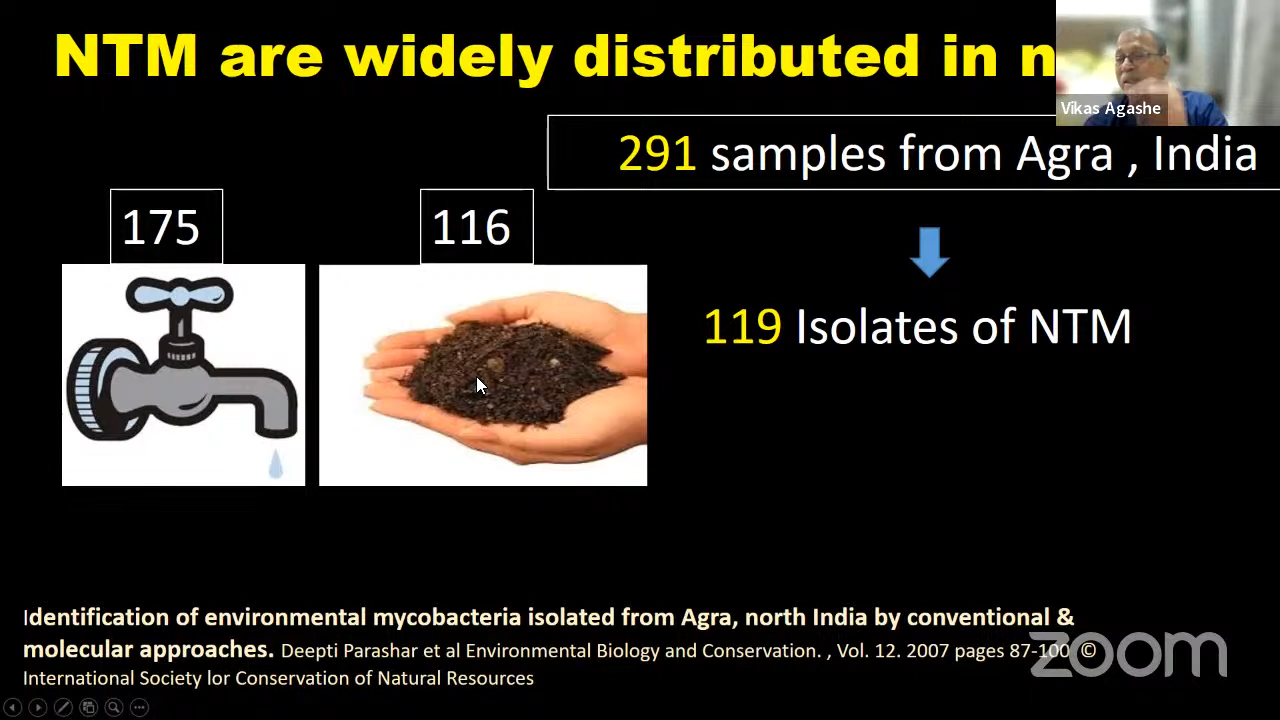 NTM are widely distributed in n
Vikas Agashe
291 samples from Agra , India
175
116
119 Isolates of NTM
Identification of environmental mycobacteria isolated from Agra, north India by conventional &
molecular approaches. Deepti Parashar et al Environmental Biology and Conservation. , Vol. 12. 2007 pages 87-100 ©
International Society lor Conservation of Natural Resources
zoom